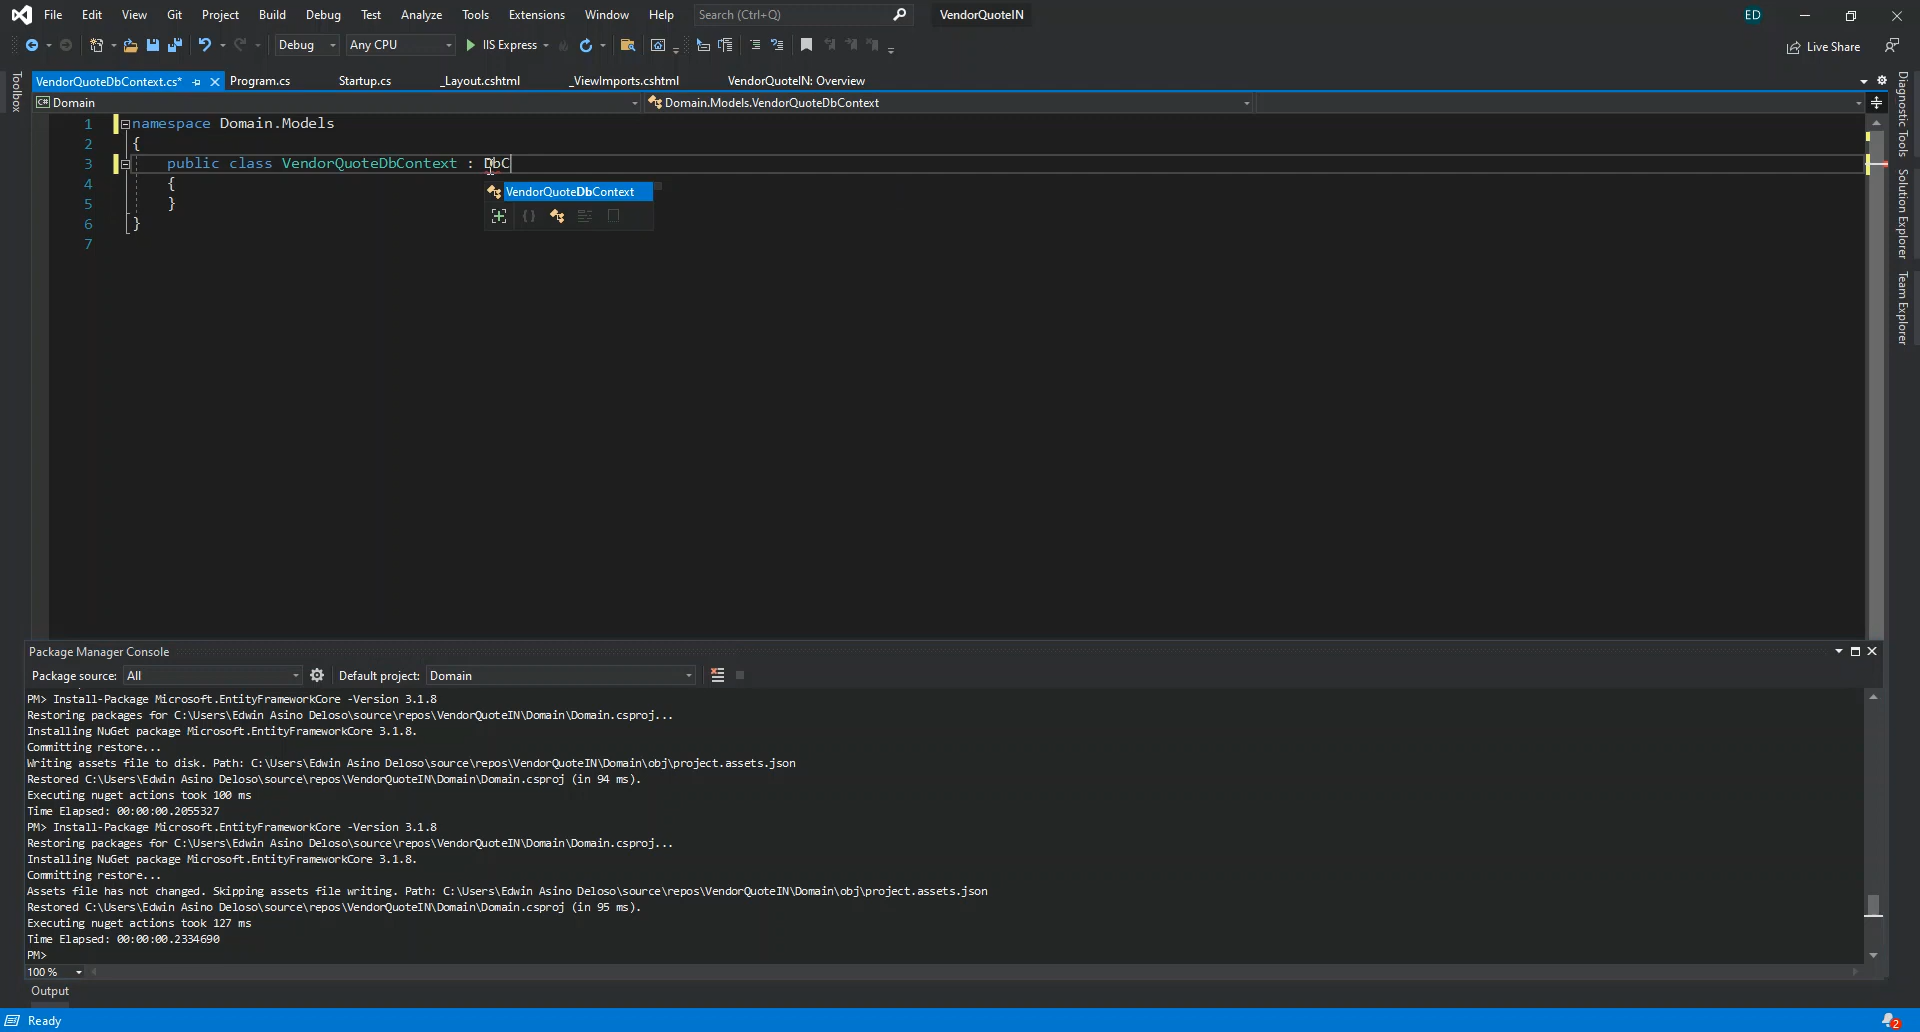 File Edit View Git Project Build Debug Test Analyze Tools Extensions Window Help Search (Ctrl+Q) VendorQuoteIN ED
Debug Any CPU IIS Express Live Share
VendorQuoteDbContext.cs* Program.cs Startup.cs _Layout.cshtml _ViewImports.cshtml VendorQuoteIN: Overview
C# Domain Domain.Models.VendorQuoteDbContext
Toolbox
Diagnostic Tools
Solution Explorer
Team Explorer
1 namespace Domain.Models
2 {
3 public class VendorQuoteDbContext : DbC
4 {
5 }
6 }
7
VendorQuoteDbContext
Package Manager Console
Package source: All Default project: Domain
PM> Install-Package Microsoft.EntityFrameworkCore -Version 3.1.8
Restoring packages for C:\Users\Edwin Asino Deloso\source\repos\VendorQuoteIN\Domain\Domain.csproj...
Installing NuGet package Microsoft.EntityFrameworkCore 3.1.8.
Committing restore...
Writing assets file to disk. Path: C:\Users\Edwin Asino Deloso\source\repos\VendorQuoteIN\Domain\obj\project.assets.json
Restored C:\Users\Edwin Asino Deloso\source\repos\VendorQuoteIN\Domain\Domain.csproj (in 94 ms).
Executing nuget actions took 100 ms
Time Elapsed: 00:00:00.2055327
PM> Install-Package Microsoft.EntityFrameworkCore -Version 3.1.8
Restoring packages for C:\Users\Edwin Asino Deloso\source\repos\VendorQuoteIN\Domain\Domain.csproj...
Installing NuGet package Microsoft.EntityFrameworkCore 3.1.8.
Committing restore...
Assets file has not changed. Skipping assets file writing. Path: C:\Users\Edwin Asino Deloso\source\repos\VendorQuoteIN\Domain\obj\project.assets.json
Restored C:\Users\Edwin Asino Deloso\source\repos\VendorQuoteIN\Domain\Domain.csproj (in 95 ms).
Executing nuget actions took 127 ms
Time Elapsed: 00:00:00.2334690
PM>
100 %
Output
Ready 2